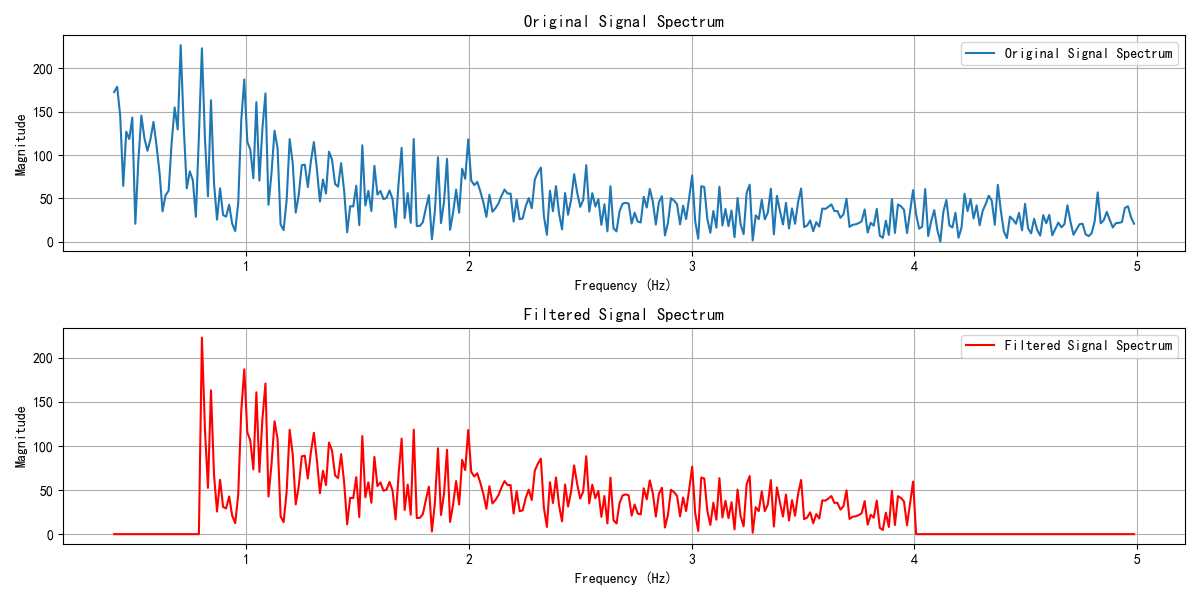 Original Signal Spectrum
Original Signal Spectrum
Magnitude
200
150
100
50
0
1 2 3 4 5
Frequency (Hz)
Filtered Signal Spectrum
Filtered Signal Spectrum
Magnitude
200
150
100
50
0
1 2 3 4 5
Frequency (Hz)